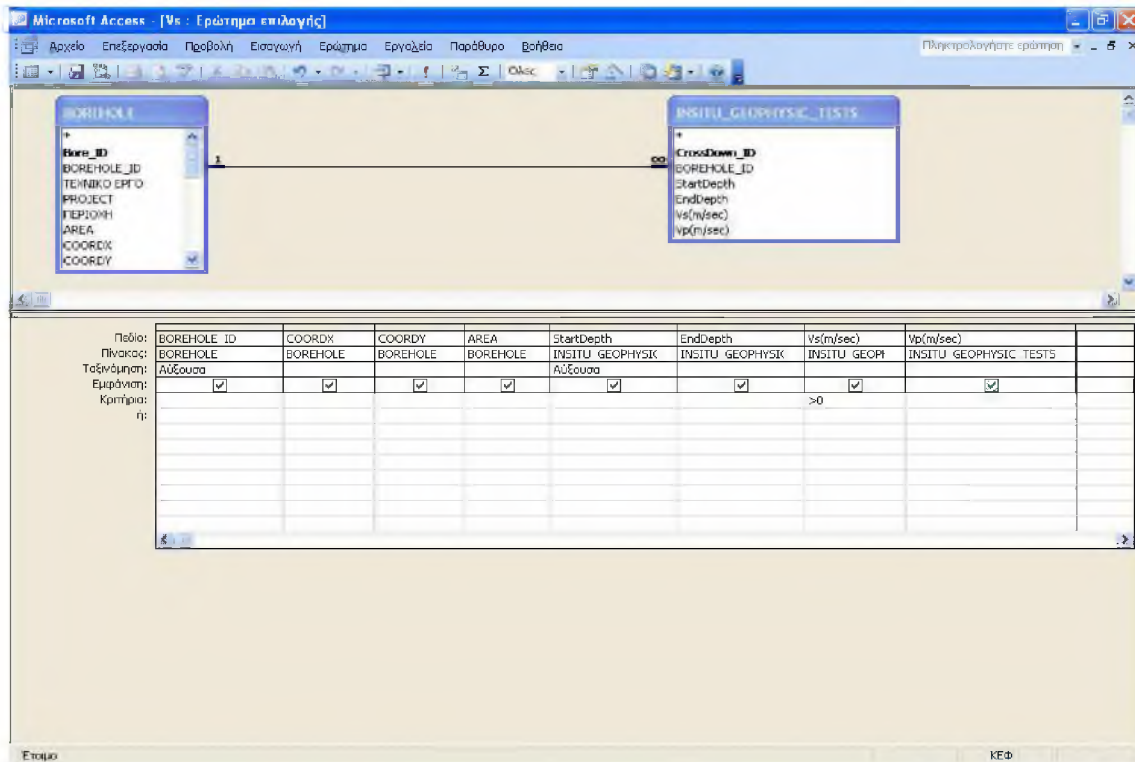 Microsoft Access - [Vs : Ερώτημα επιλογής]
Αρχείο Επεξεργασία Προβολή Εισαγωγή Ερώτημα Εργαλεία Παράθυρο Βοήθεια Πληκτρολογήστε ερώτηση
Σ Όλες
BOREHOLE
*
Bore_ID
BOREHOLE_ID
ΤΕΧΝΙΚΟ ΕΡΓΟ
PROJECT
ΠΕΡΙΟΧΗ
AREA
COORDX
COORDY
1
∞
INSITU_GEOPHYSIC_TESTS
*
CrossDown_ID
BOREHOLE_ID
StartDepth
EndDepth
Vs(m/sec)
Vp(m/sec)
Πεδίο: BOREHOLE_ID COORDX COORDY AREA StartDepth EndDepth Vs(m/sec) Vp(m/sec)
Πίνακας: BOREHOLE BOREHOLE BOREHOLE BOREHOLE INSITU_GEOPHYSIC INSITU_GEOPHYSIC INSITU_GEOPH INSITU_GEOPHYSIC_TESTS
Ταξινόμηση: Αύξουσα Αύξουσα
Εμφάνιση:
Κριτήρια: >0
ή:
Έτοιμο ΚΕΦ